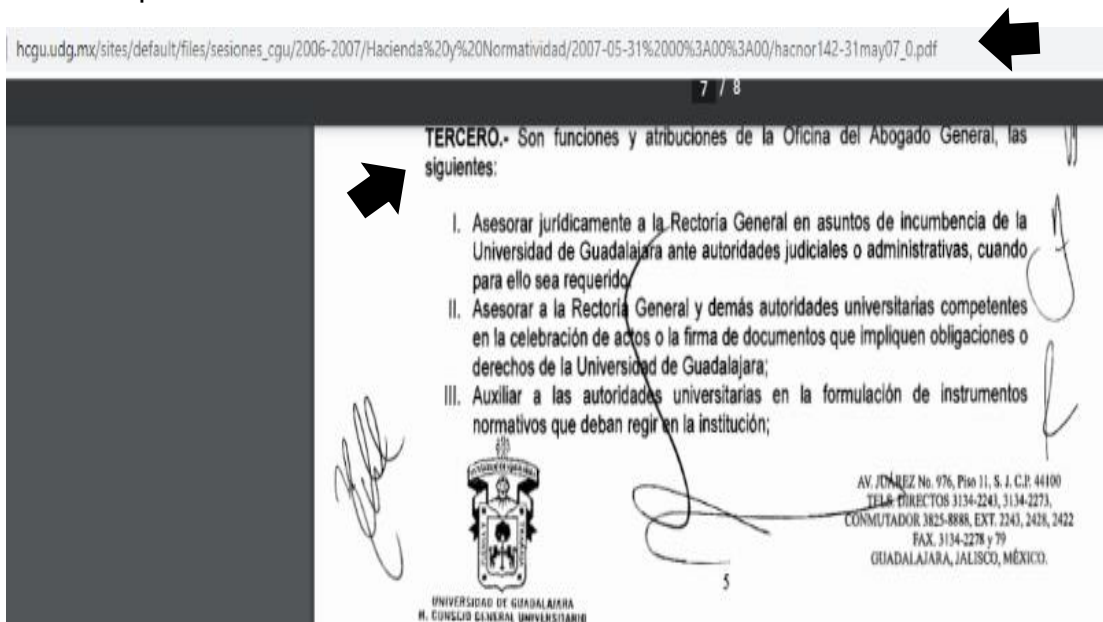 hcgu.udg.mx/sites/default/files/sesiones_cgu/2006-2007/Hacienda%20y%20Normatividad/2007-05-31%2000%3A00%3A00/hacnor142-31may07_0.pdf
7 / 8
TERCERO.- Son funciones y atribuciones de la Oficina del Abogado General, las
siguientes:
I. Asesorar jurídicamente a la Rectoría General en asuntos de incumbencia de la
Universidad de Guadalajara ante autoridades judiciales o administrativas, cuando
para ello sea requerido;
II. Asesorar a la Rectoría General y demás autoridades universitarias competentes
en la celebración de actos o la firma de documentos que impliquen obligaciones o
derechos de la Universidad de Guadalajara;
III. Auxiliar a las autoridades universitarias en la formulación de instrumentos
normativos que deban regir en la institución;
AV. JUÁREZ No. 976, Piso 11, S. J. C.P. 44100
TELS. DIRECTOS 3134-2243, 3134-2273,
CONMUTADOR 3825-8888, EXT. 2243, 2428, 2422
FAX. 3134-2278 y 79
GUADALAJARA, JALISCO, MÉXICO.
5
UNIVERSIDAD DE GUADALAJARA
H. CONSEJO GENERAL UNIVERSITARIO